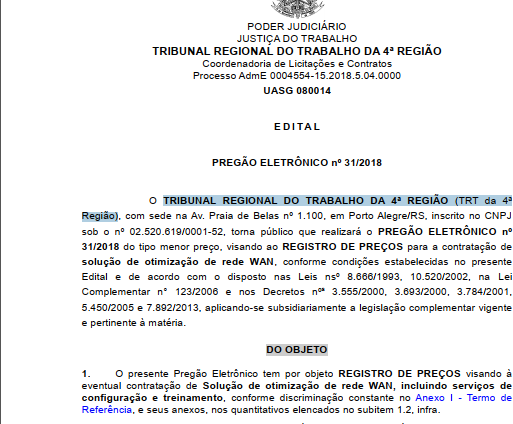 PODER JUDICIÁRIO
JUSTIÇA DO TRABALHO
TRIBUNAL REGIONAL DO TRABALHO DA 4ª REGIÃO
Coordenadoria de Licitações e Contratos
Processo AdmE 0004554-15.2018.5.04.0000
UASG 080014
EDITAL
PREGÃO ELETRÔNICO nº 31/2018
O TRIBUNAL REGIONAL DO TRABALHO DA 4ª REGIÃO (TRT da 4ª
Região), com sede na Av. Praia de Belas nº 1.100, em Porto Alegre/RS, inscrito no CNPJ
sob o nº 02.520.619/0001-52, torna público que realizará o PREGÃO ELETRÔNICO nº
31/2018 do tipo menor preço, visando ao REGISTRO DE PREÇOS para a contratação de
solução de otimização de rede WAN, conforme condições estabelecidas no presente
Edital e de acordo com o disposto nas Leis nsº 8.666/1993, 10.520/2002, na Lei
Complementar n° 123/2006 e nos Decretos nºˢ 3.555/2000, 3.693/2000, 3.784/2001,
5.450/2005 e 7.892/2013, aplicando-se subsidiariamente a legislação complementar vigente
e pertinente à matéria.
DO OBJETO
1. O presente Pregão Eletrônico tem por objeto REGISTRO DE PREÇOS visando à
eventual contratação de Solução de otimização de rede WAN, incluindo serviços de
configuração e treinamento, conforme discriminação constante no Anexo I - Termo de
Referência, e seus anexos, nos quantitativos elencados no subitem 1.2, infra.